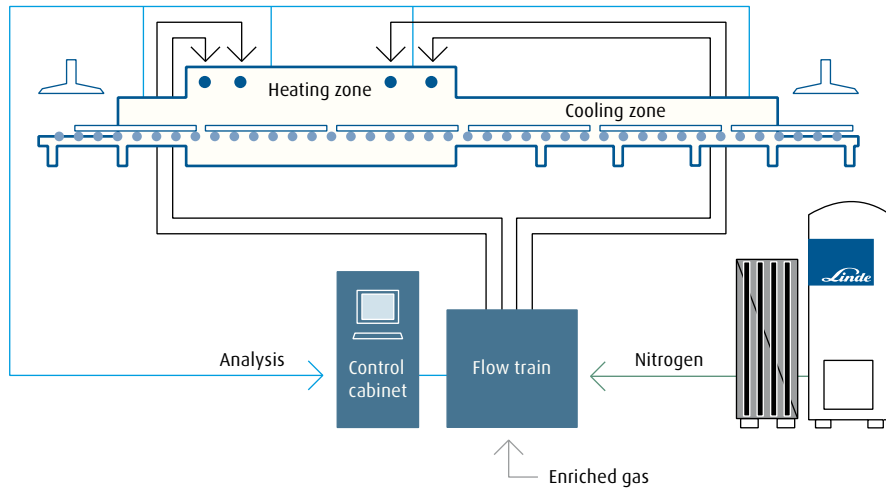 Heating zone
Cooling zone
Linde
Analysis
Control
cabinet
Flow train
Nitrogen
Enriched gas